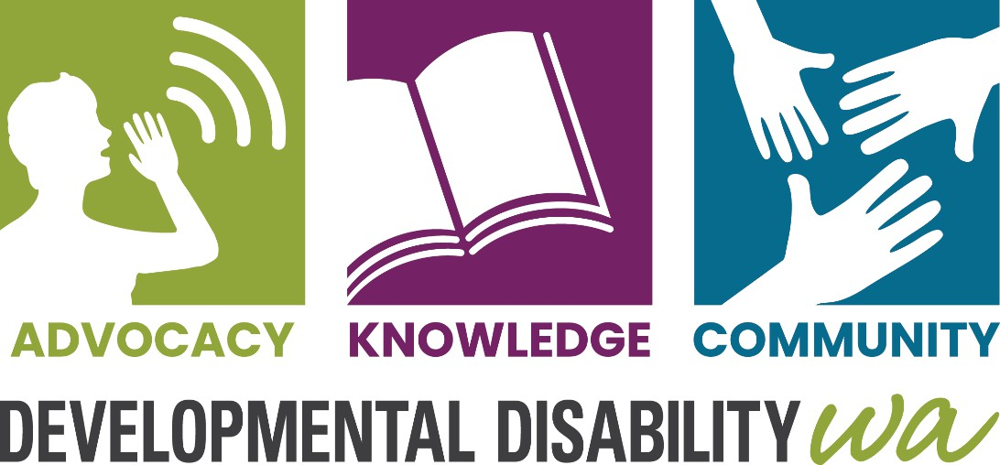 ADVOCACY KNOWLEDGE COMMUNITY
DEVELOPMENTAL DISABILITY wa